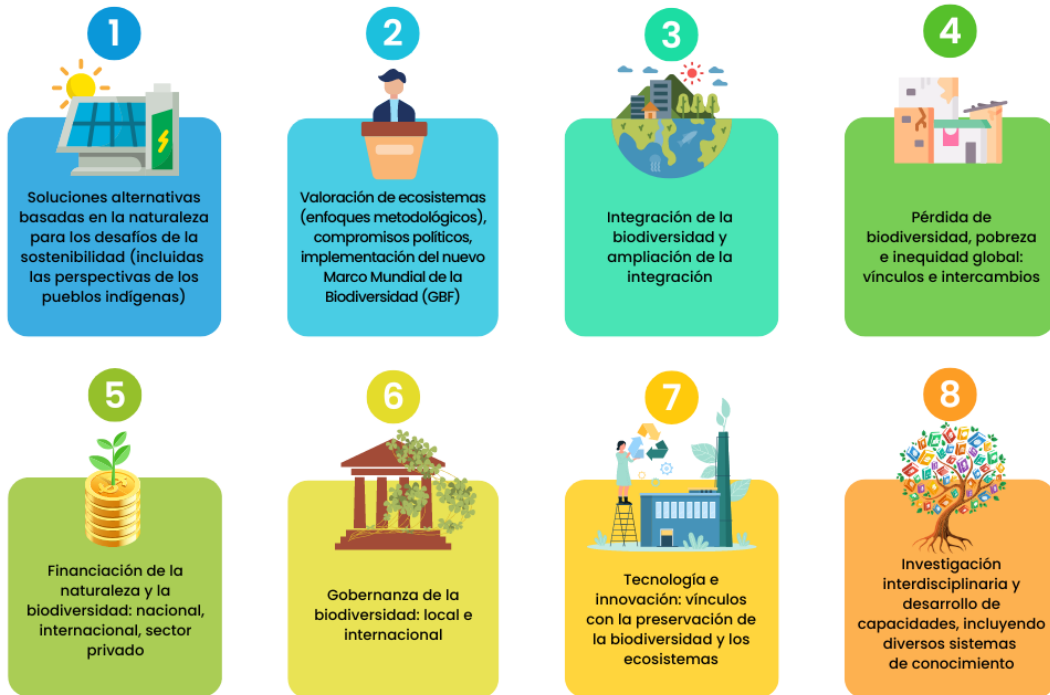 1
Soluciones alternativas
basadas en la naturaleza
para los desafíos de la
sostenibilidad (incluidas
las perspectivas de los
pueblos indígenas)
2
Valoración de ecosistemas
(enfoques metodológicos),
compromisos políticos,
implementación del nuevo
Marco Mundial de la
Biodiversidad (GBF)
3
Integración de la
biodiversidad y
ampliación de la
integración
4
Pérdida de
biodiversidad, pobreza
e inequidad global:
vínculos e intercambios
5
Financiación de la
naturaleza y la
biodiversidad: nacional,
internacional, sector
privado
6
Gobernanza de la
biodiversidad: local e
internacional
7
Tecnología e
innovación: vínculos
con la preservación de
la biodiversidad y los
ecosistemas
8
Investigación
interdisciplinaria y
desarrollo de
capacidades, incluyendo
diversos sistemas
de conocimiento